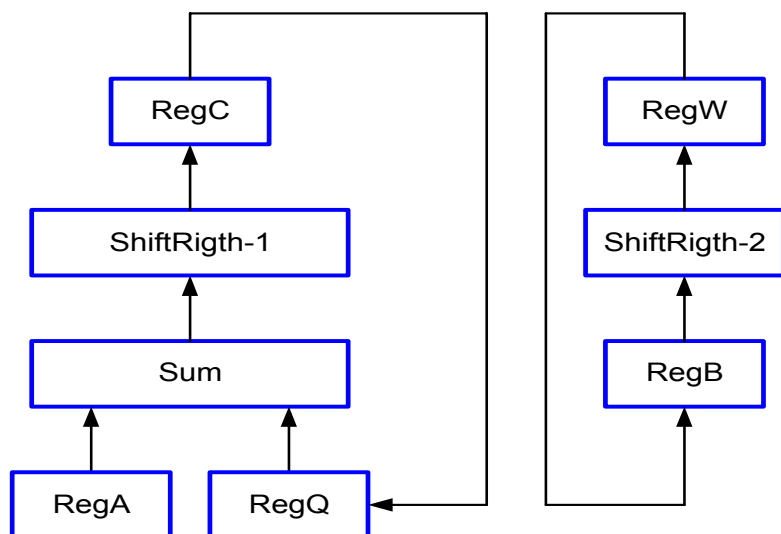 RegC
RegW
ShiftRigth-1
ShiftRigth-2
Sum
RegB
RegA
RegQ